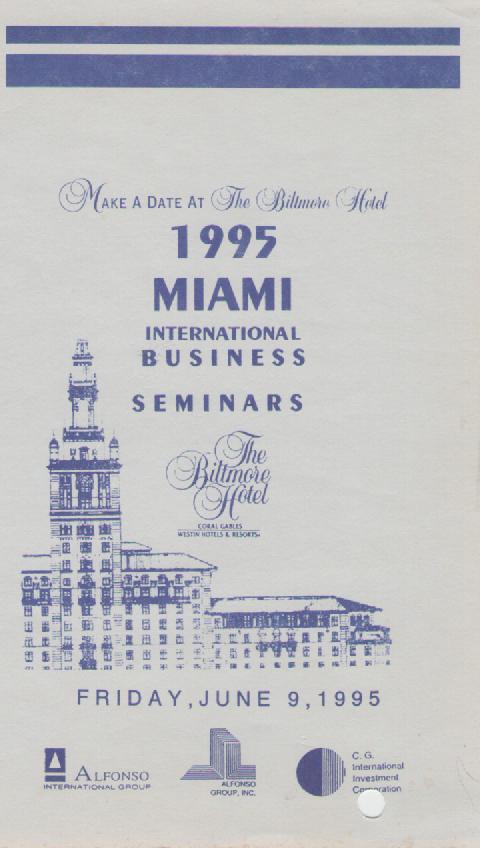 MAKE A DATE AT The Biltmore Hotel
1995
MIAMI
INTERNATIONAL
BUSINESS
SEMINARS
The
Biltmore
Hotel
CORAL GABLES
WESTIN HOTELS & RESORTS
FRIDAY, JUNE 9, 1995
ALFONSO
INTERNATIONAL GROUP
ALFONSO
GROUP, INC.
C. G.
International
Investment